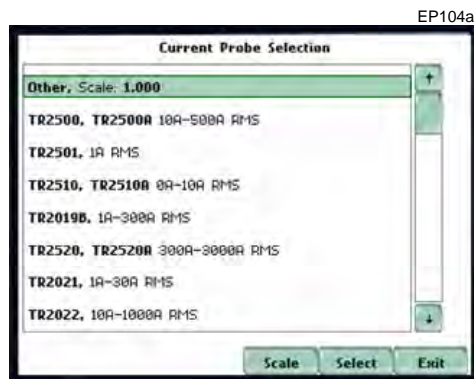 EP104a
Current Probe Selection
Other, Scale: 1.000
TR2500, TR2500A 10A-500A RMS
TR2501, 1A RMS
TR2510, TR2510A 0A-10A RMS
TR2019B, 1A-300A RMS
TR2520, TR2520A 300A-3000A RMS
TR2021, 1A-30A RMS
TR2022, 10A-1000A RMS
Scale Select Exit